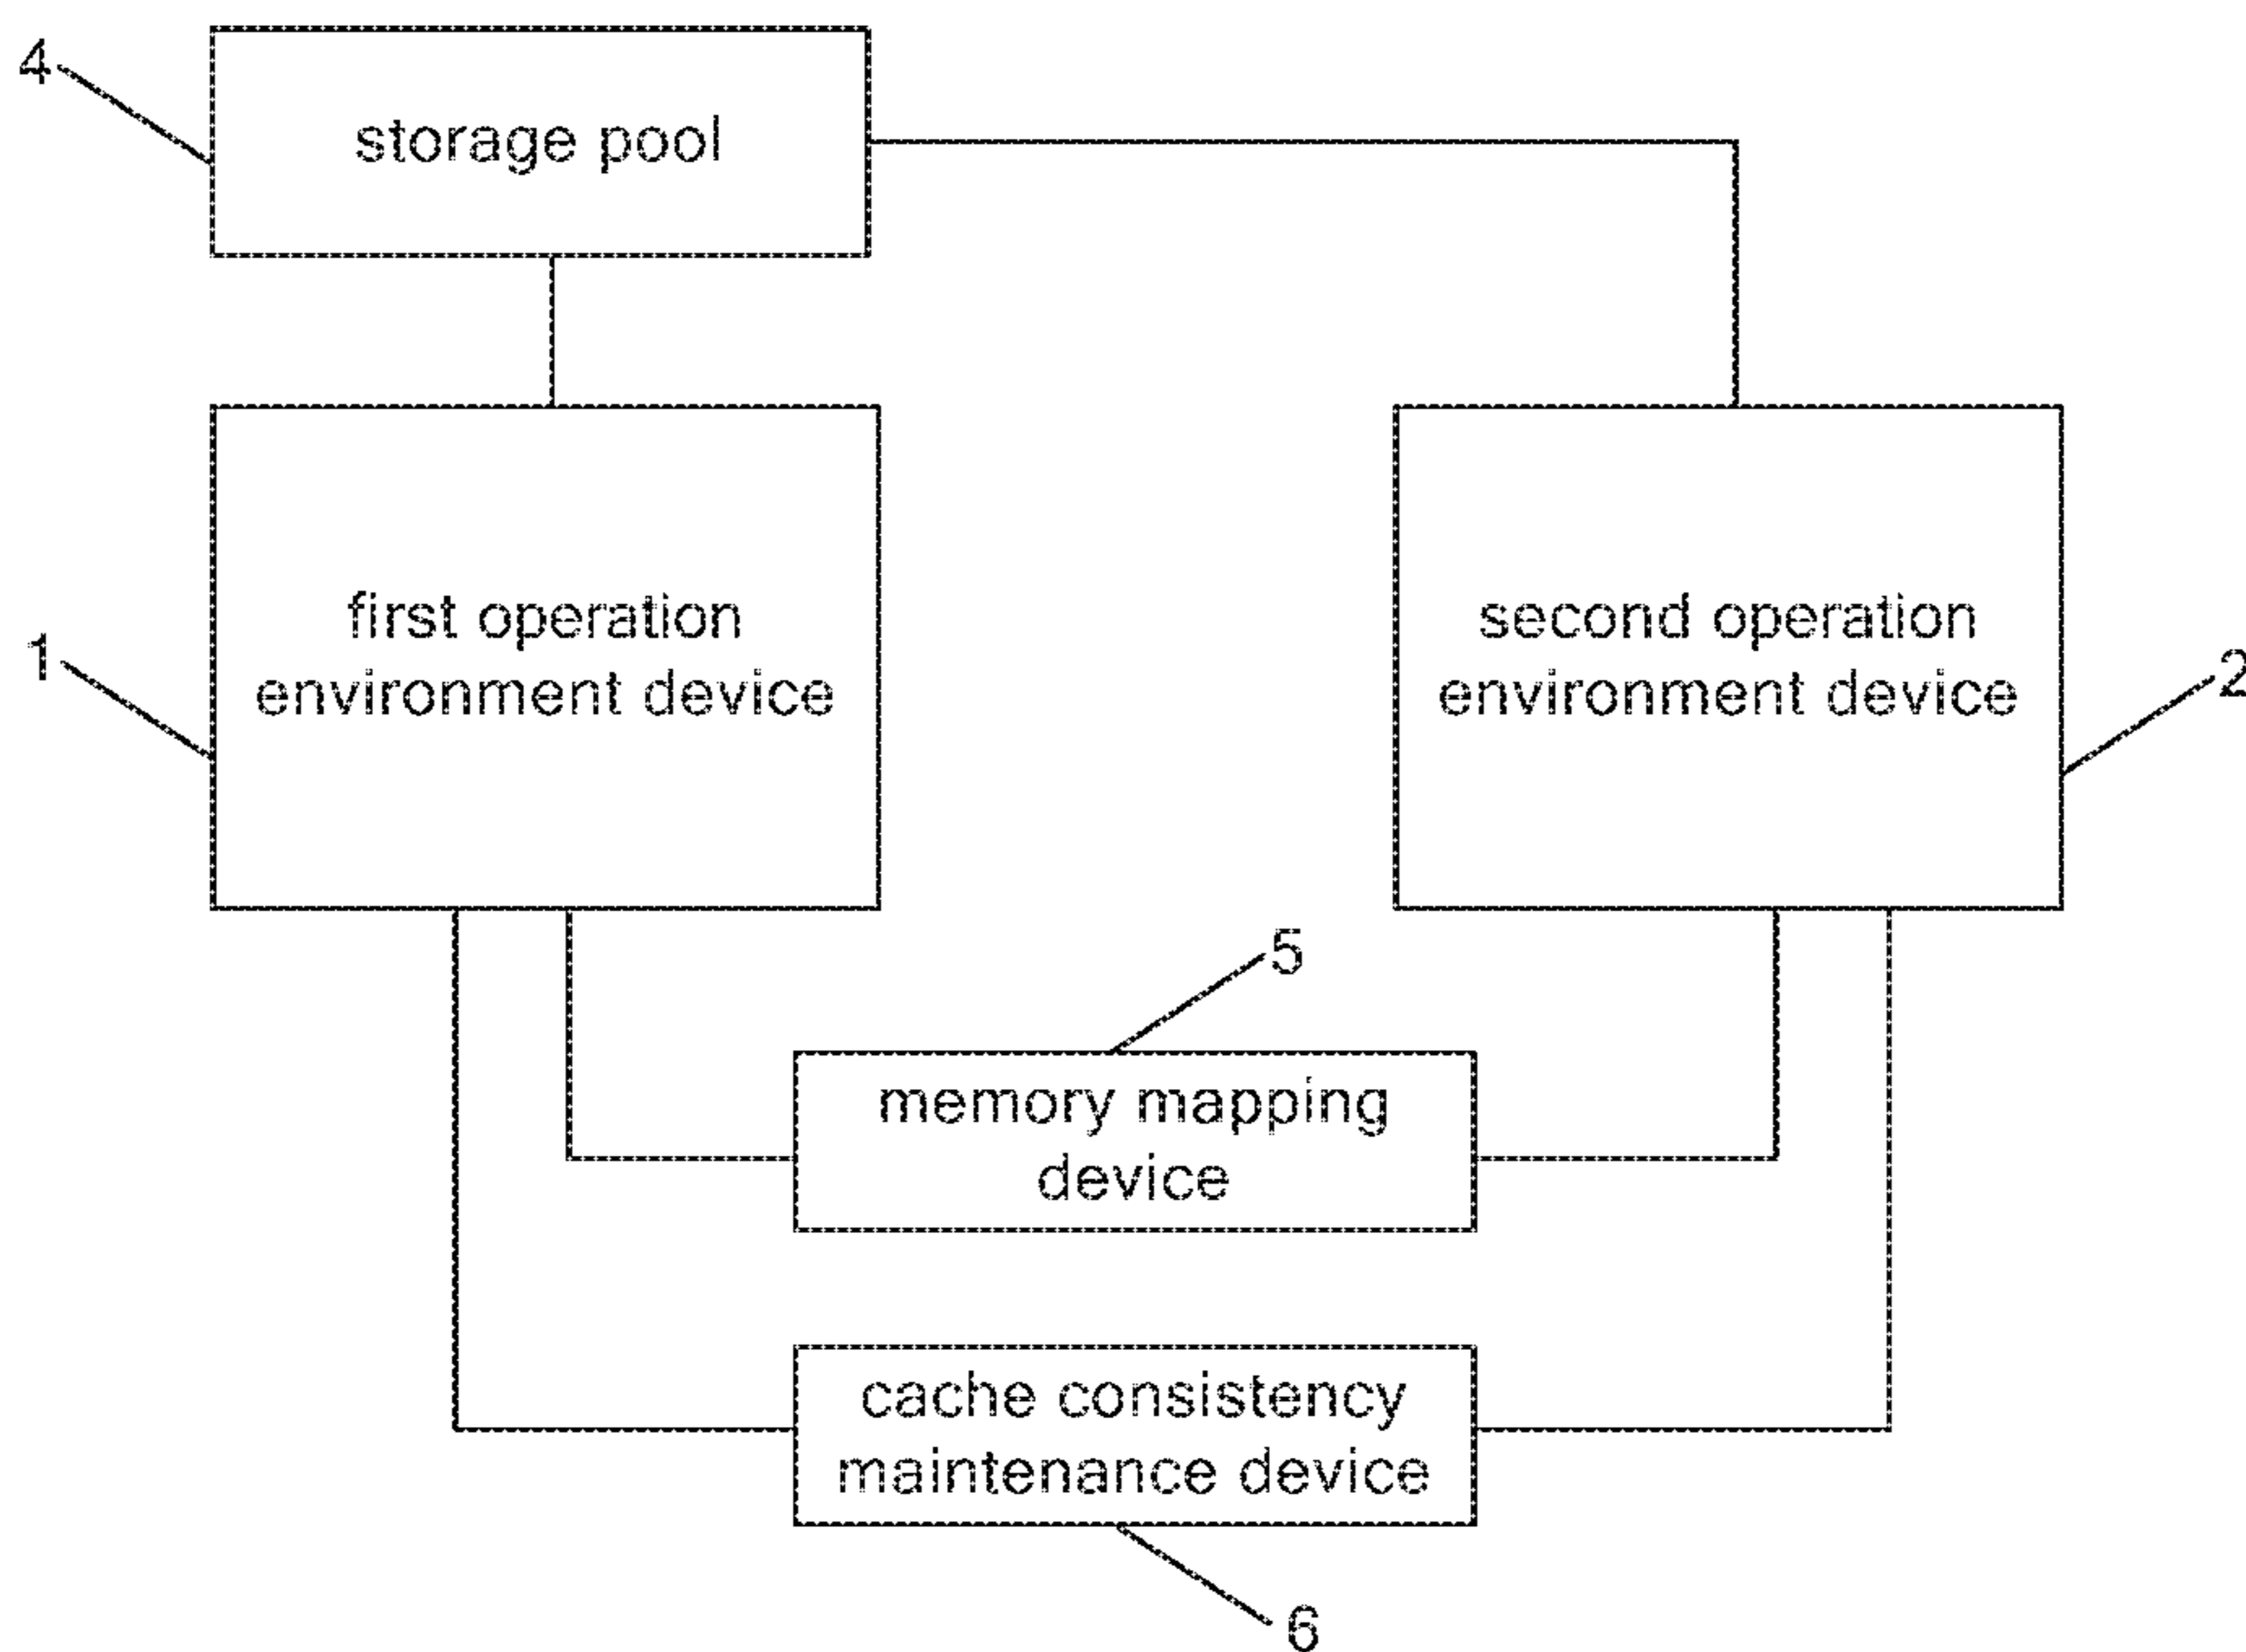 4
storage pool
first operation
environment device
1
second operation
environment device
2
5
memory mapping
device
cache consistency
maintenance device
6